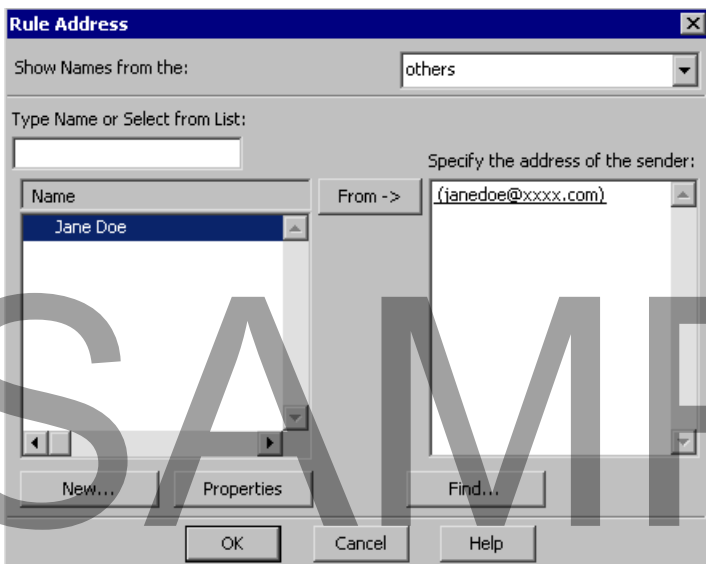 Rule Address
Show Names from the:
others
Type Name or Select from List:
Specify the address of the sender:
Name
From ->
(janedoe@xxxx.com)
Jane Doe
New...
Properties
Find...
OK
Cancel
Help
SAMP